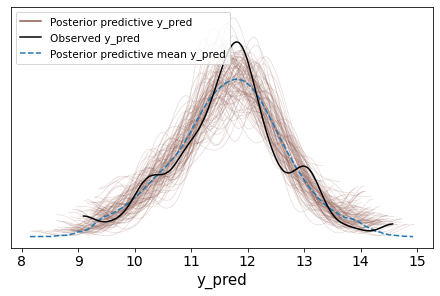 Posterior predictive y_pred
Observed y_pred
Posterior predictive mean y_pred
8 9 10 11 12 13 14 15
y_pred